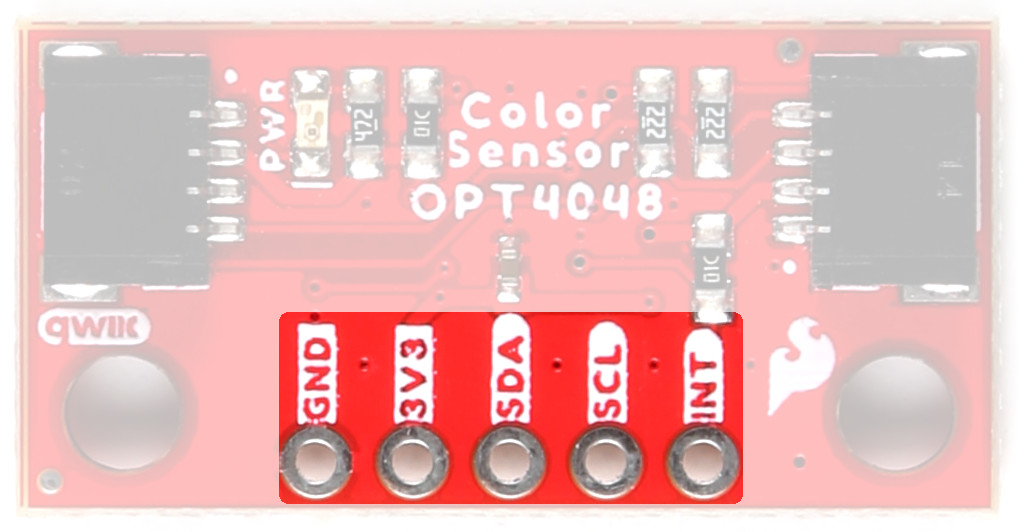 PWR
472
01C
Color
Sensor
OPT4048
222
222
01C
qwiic
GND
3V3
SDA
SCL
INT